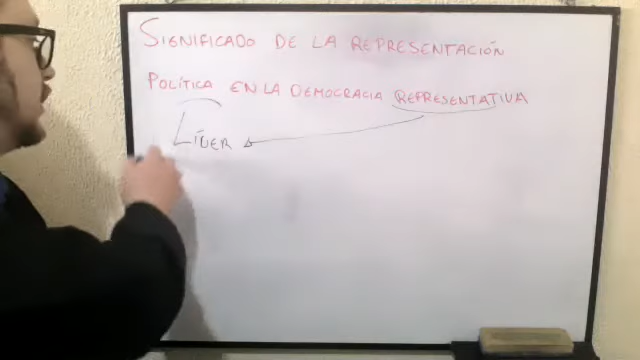 SIGNIFICADO DE LA REPRESENTACIÓN
POLÍTICA EN LA DEMOCRACIA REPRESENTATIVA
LÍDER